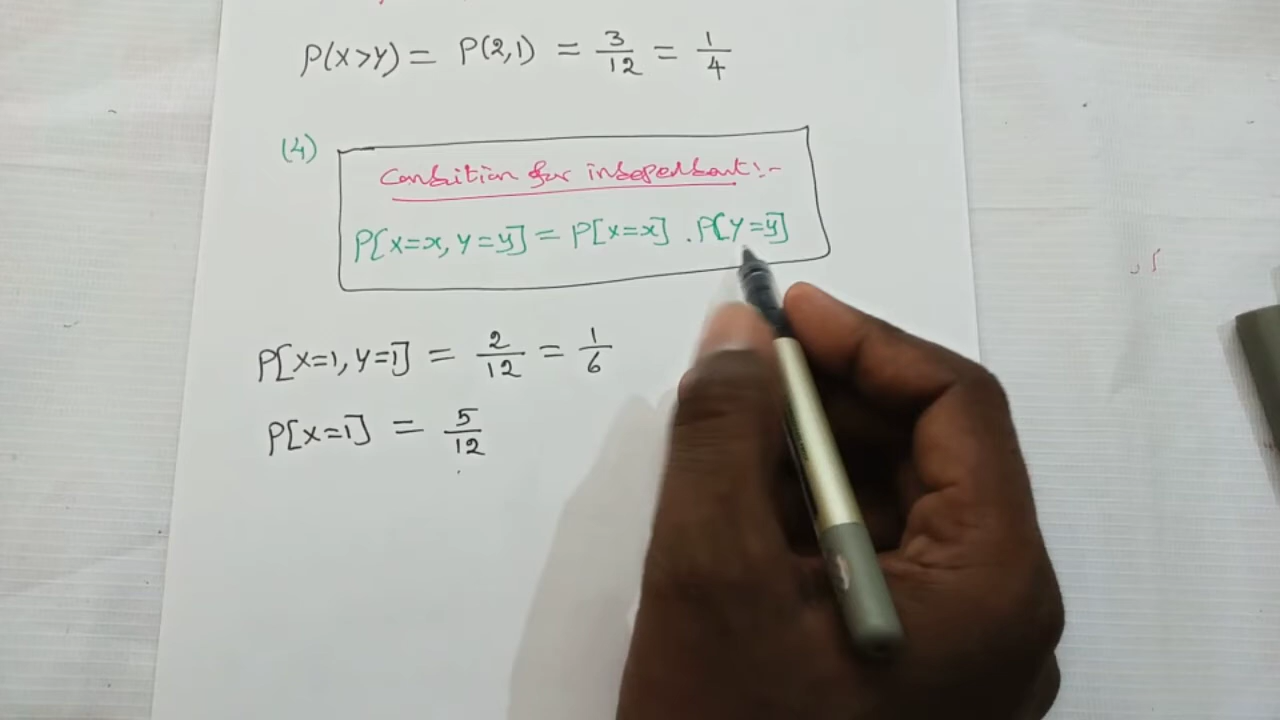 P(X>Y) = P(2,1) = 3/12 = 1/4
(4)
Condition for independent:-
P[X=x, Y=y] = P[X=x] . P[Y=y]
P[X=1, Y=1] = 2/12 = 1/6
P[X=1] = 5/12